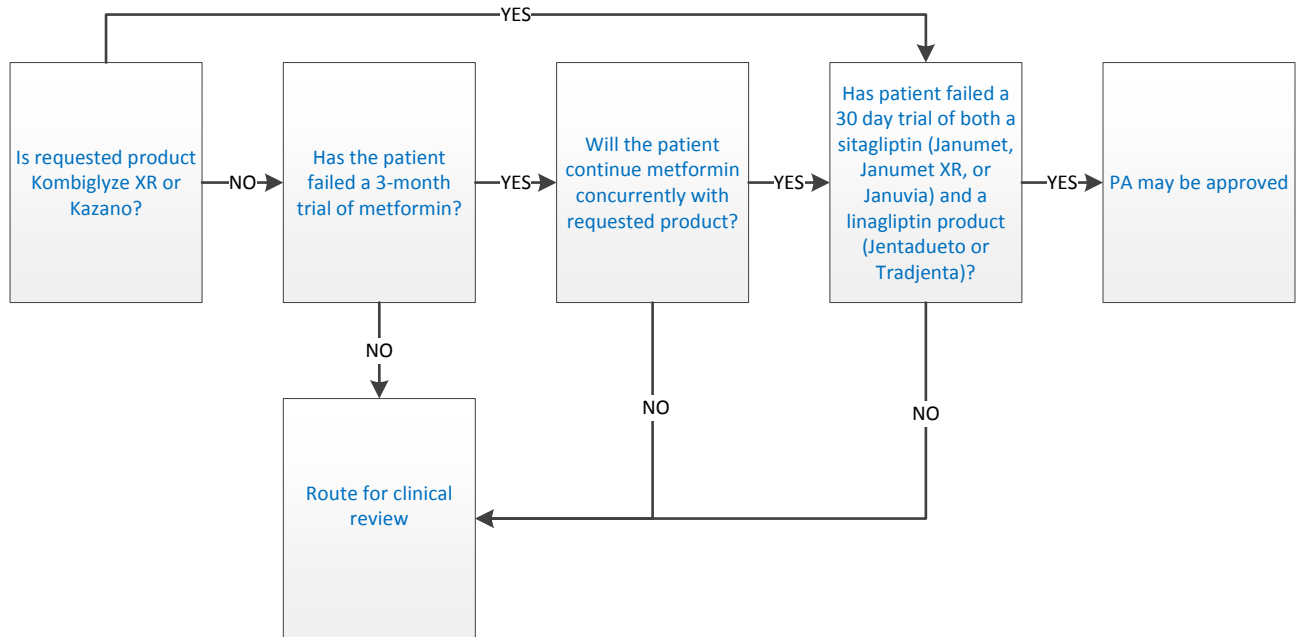 YES
Is requested product
Kombiglyze XR or
Kazano?
NO
Has the patient
failed a 3-month
trial of metformin?
YES
Will the patient
continue metformin
concurrently with
requested product?
YES
Has patient failed a
30 day trial of both a
sitagliptin (Janumet,
Janumet XR, or
Januvia) and a
linagliptin product
(Jentadueto or
Tradjenta)?
YES
PA may be approved
NO
NO
NO
Route for clinical
review